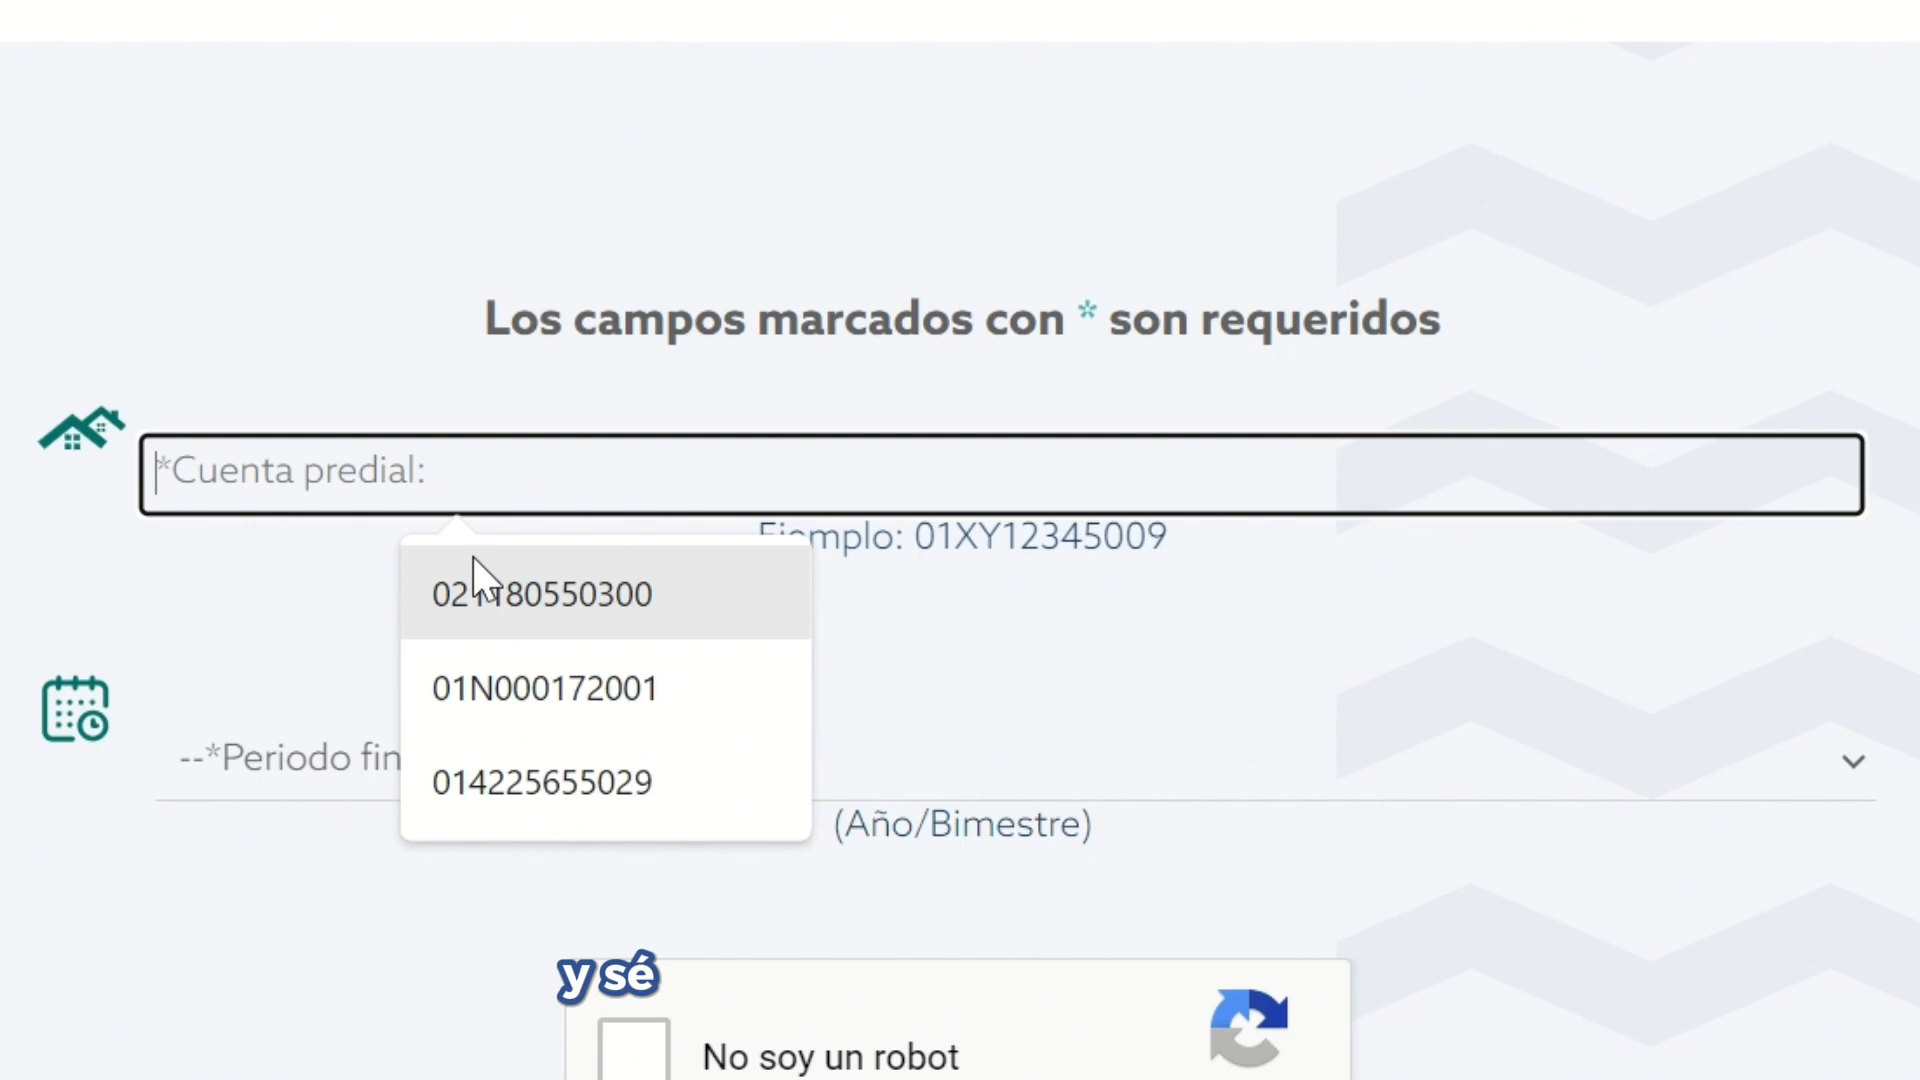 Los campos marcados con * son requeridos
*Cuenta predial:
Ejemplo: 01XY12345009
01N000172001
014225655029
--*Periodo fin
(Año/Bimestre)
y sé
No soy un robot